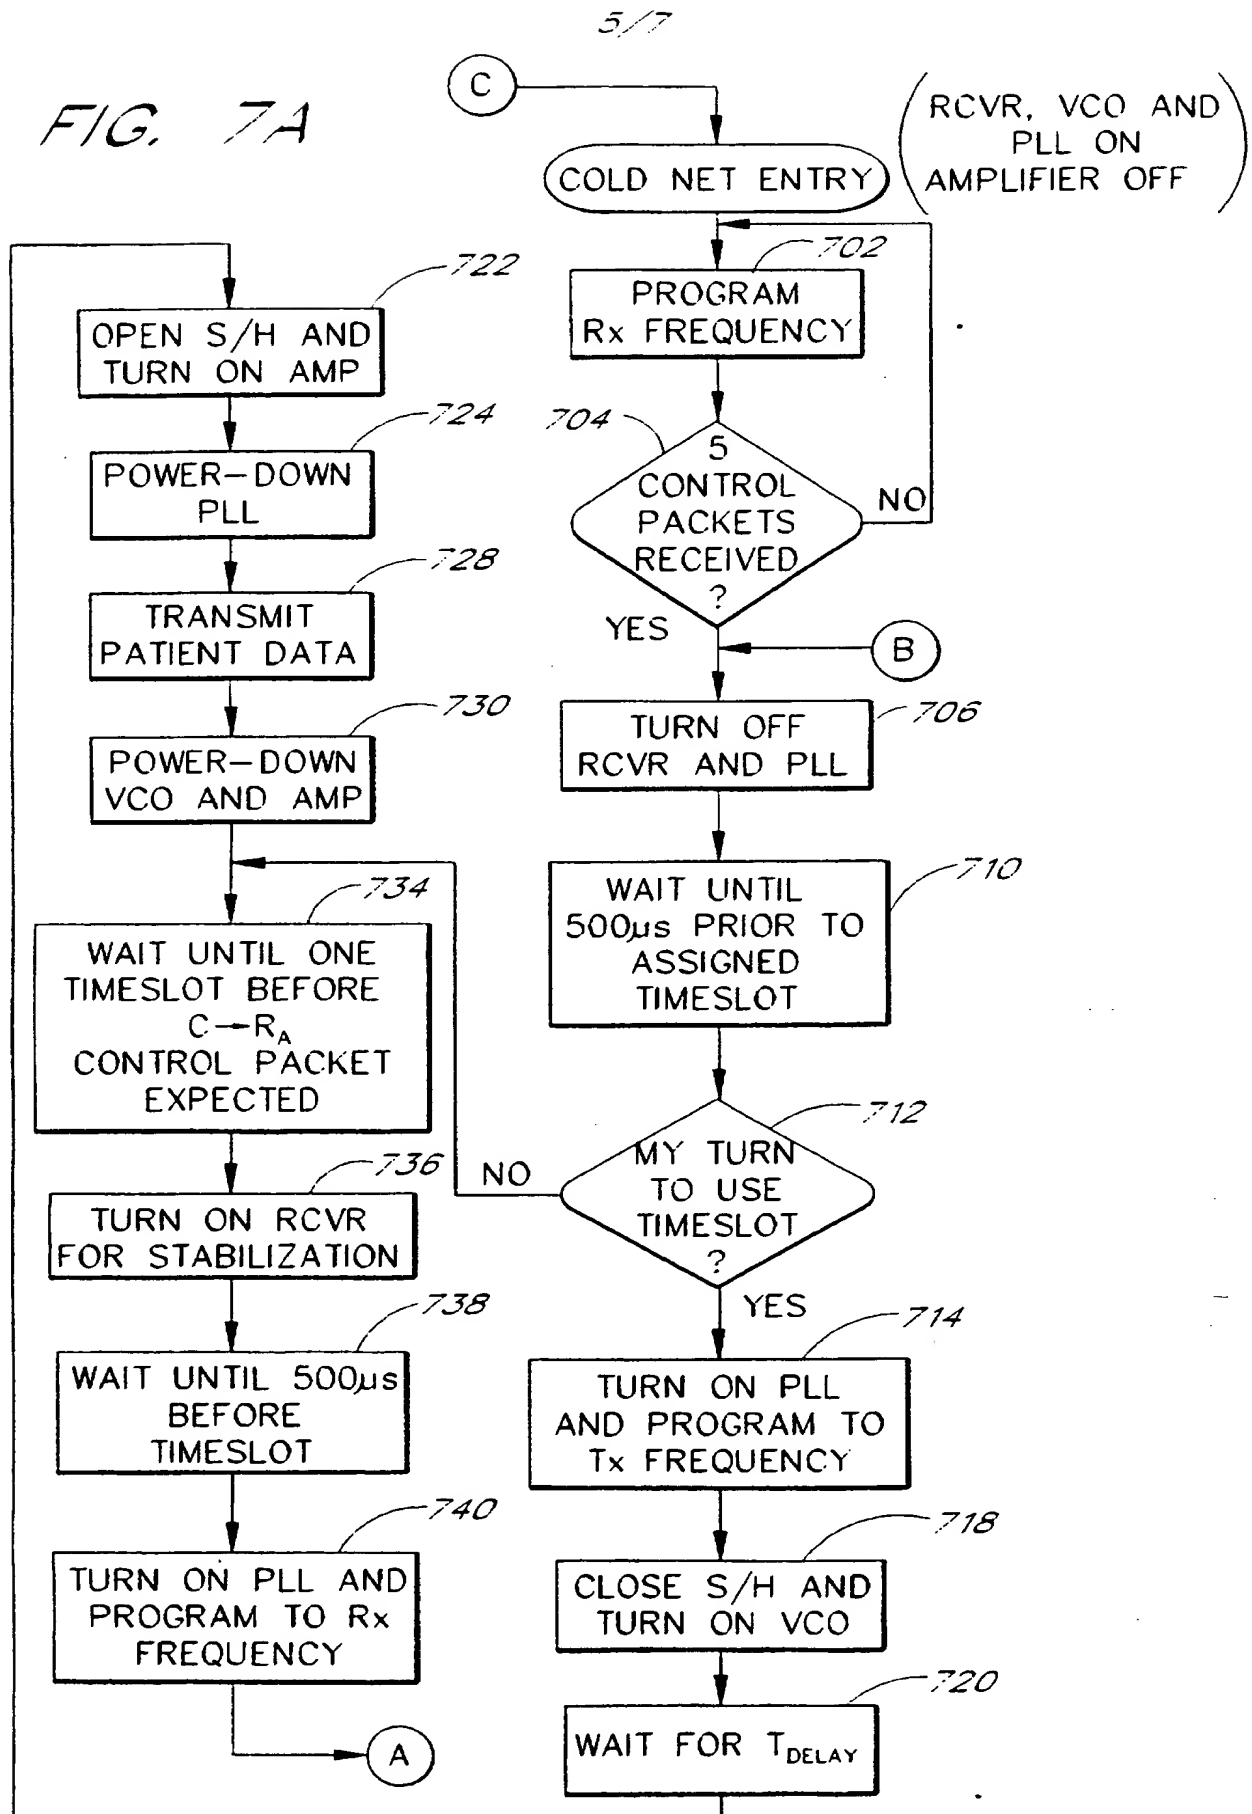 5/7
FIG. 7A
C
COLD NET ENTRY
RCVR, VCO AND
PLL ON
AMPLIFIER OFF
702
PROGRAM
Rx FREQUENCY
704
5
CONTROL
PACKETS
RECEIVED
?
NO
YES
B
706
TURN OFF
RCVR AND PLL
710
WAIT UNTIL
500µs PRIOR TO
ASSIGNED
TIMESLOT
712
MY TURN
TO USE
TIMESLOT
?
NO
YES
714
TURN ON PLL
AND PROGRAM TO
Tx FREQUENCY
718
CLOSE S/H AND
TURN ON VCO
720
WAIT FOR TDELAY
722
OPEN S/H AND
TURN ON AMP
724
POWER-DOWN
PLL
728
TRANSMIT
PATIENT DATA
730
POWER-DOWN
VCO AND AMP
734
WAIT UNTIL ONE
TIMESLOT BEFORE
C→RA
CONTROL PACKET
EXPECTED
736
TURN ON RCVR
FOR STABILIZATION
738
WAIT UNTIL 500µs
BEFORE
TIMESLOT
740
TURN ON PLL AND
PROGRAM TO Rx
FREQUENCY
A